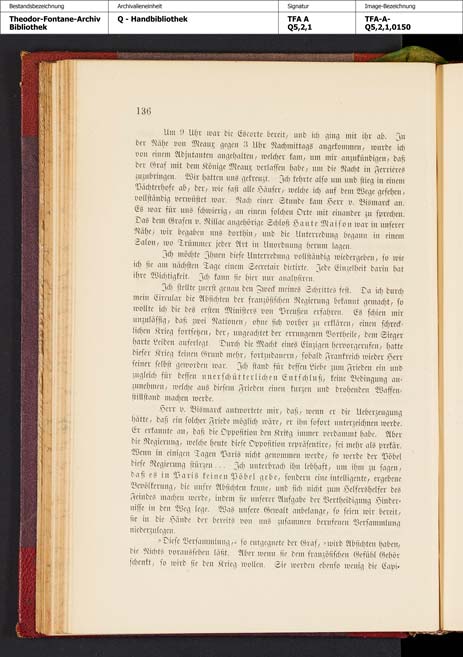 Bestandsbezeichnung
Theodor-Fontane-Archiv
Bibliothek
Archivalieneinheit
Q - Handbibliothek
Signatur
TFA A
Q5,2,1
Image-Bezeichnung
TFA-A-
Q5,2,1,0150
136
Um 9 Uhr war die Escorte bereit, und ich ging mit ihr ab. In
der Nähe von Meaux gegen 3 Uhr Nachmittags angekommen, wurde ich
von einem Adjutanten angehalten, welcher kam, um mir anzukündigen, daß
der Graf mit dem Könige Meaux verlassen habe, um die Nacht in Ferrières
zuzubringen. Wir hatten uns gekreuzt. Ich kehrte also um und stieg in einem
Pächterhofe ab, der, wie fast alle Häuser, welche ich auf dem Wege gesehen,
vollständig verwüstet war. Nach einer Stunde kam Herr v. Bismarck an.
Es war für uns schwierig, an einem solchen Orte mit einander zu sprechen.
Das dem Grafen v. Rillac angehörige Schloß Haute Maison war in unserer
Nähe, wir begaben uns dorthin, und die Unterredung begann in einem
Salon, wo Trümmer jeder Art in Unordnung herum lagen.
Ich möchte Ihnen diese Unterredung vollständig wiedergeben, so wie
ich sie am nächsten Tage einem Secretair dictirte. Jede Einzelheit darin hat
ihre Wichtigkeit. Ich kann sie hier nur analysiren.
Ich stellte zuerst genau den Zweck meines Schrittes fest. Da ich durch
mein Circular die Absichten der französischen Regierung bekannt gemacht, so
wollte ich die des ersten Ministers von Preußen erfahren. Es schien mir
unzulässig, daß zwei Nationen, ohne sich vorher zu erklären, einen schreck-
lichen Krieg fortsetzen, der, ungeachtet der errungenen Vortheile, dem Sieger
harte Leiden auferlegt. Durch die Macht eines Einzigen hervorgerufen, hatte
dieser Krieg keinen Grund mehr, fortzudauern, sobald Frankreich wieder Herr
seiner selbst geworden war. Ich stand für dessen Liebe zum Frieden ein und
zugleich für dessen unerschütterlichen Entschluß, keine Bedingung an-
zunehmen, welche aus diesem Frieden einen kurzen und drohenden Waffen-
stillstand machen werde.
Herr v. Bismarck antwortete mir, daß, wenn er die Ueberzeugung
hätte, daß ein solcher Friede möglich wäre, er ihn sofort unterzeichnen werde.
Er erkannte an, daß die Opposition den Krieg immer verdammt habe. Aber
die Regierung, welche heute diese Opposition repräsentire, sei mehr als prekär.
Wenn in einigen Tagen Paris nicht genommen werde, so werde der Pöbel
diese Regierung stürzen ... Ich unterbrach ihn lebhaft, um ihm zu sagen,
daß es in Paris keinen Pöbel gebe, sondern eine intelligente, ergebene
Bevölkerung, die unsre Absichten kenne, und sich nicht zum Helfershelfer des
Feindes machen werde, indem sie unserer Aufgabe der Vertheidigung Hinder-
nisse in den Weg lege. Was unsere Gewalt anbelange, so seien wir bereit,
sie in die Hände der bereits von uns zusammen berufenen Versammlung
niederzulegen.
»Diese Versammlung,« so entgegnete der Graf, »wird Absichten haben,
die Nichts voraussehen läßt. Aber wenn sie dem französischen Gefühl Gehör
schenkt, so wird sie den Krieg wollen. Sie werden ebenso wenig die Capi-